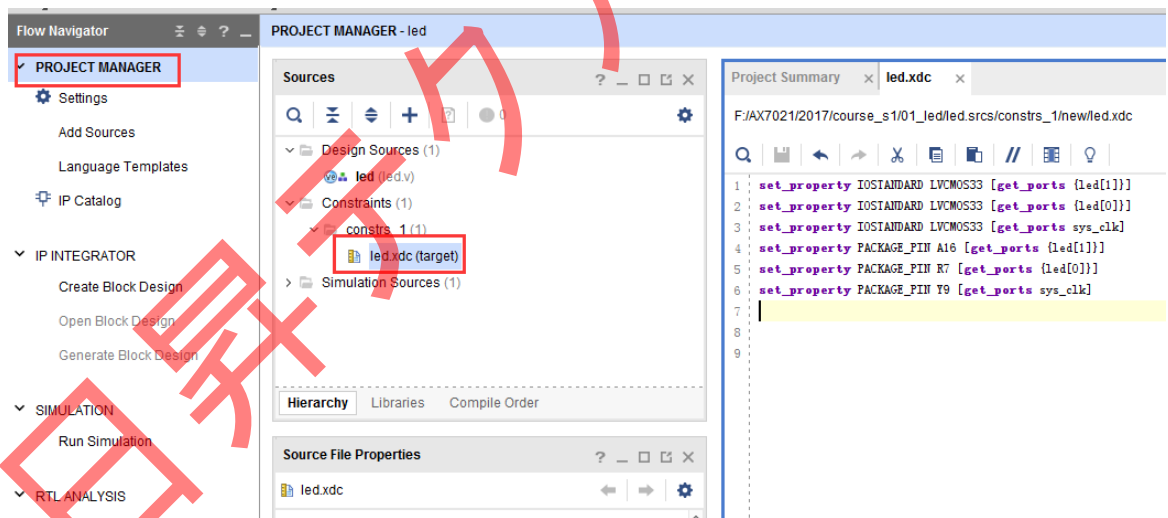 Flow Navigator
PROJECT MANAGER - led
PROJECT MANAGER
Settings
Add Sources
Language Templates
IP Catalog
IP INTEGRATOR
Create Block Design
Open Block Design
Generate Block Design
SIMULATION
Run Simulation
RTL ANALYSIS
Sources
0
Design Sources (1)
led (led.v)
Constraints (1)
constrs_1 (1)
led.xdc (target)
Simulation Sources (1)
Hierarchy Libraries Compile Order
Source File Properties
led.xdc
Project Summary led.xdc
F:/AX7021/2017/course_s1/01_led/led.srcs/constrs_1/new/led.xdc
1 set_property IOSTANDARD LVCMOS33 [get_ports {led[1]}]
2 set_property IOSTANDARD LVCMOS33 [get_ports {led[0]}]
3 set_property IOSTANDARD LVCMOS33 [get_ports sys_clk]
4 set_property PACKAGE_PIN A16 [get_ports {led[1]}]
5 set_property PACKAGE_PIN R7 [get_ports {led[0]}]
6 set_property PACKAGE_PIN Y9 [get_ports sys_clk]
7
8
9